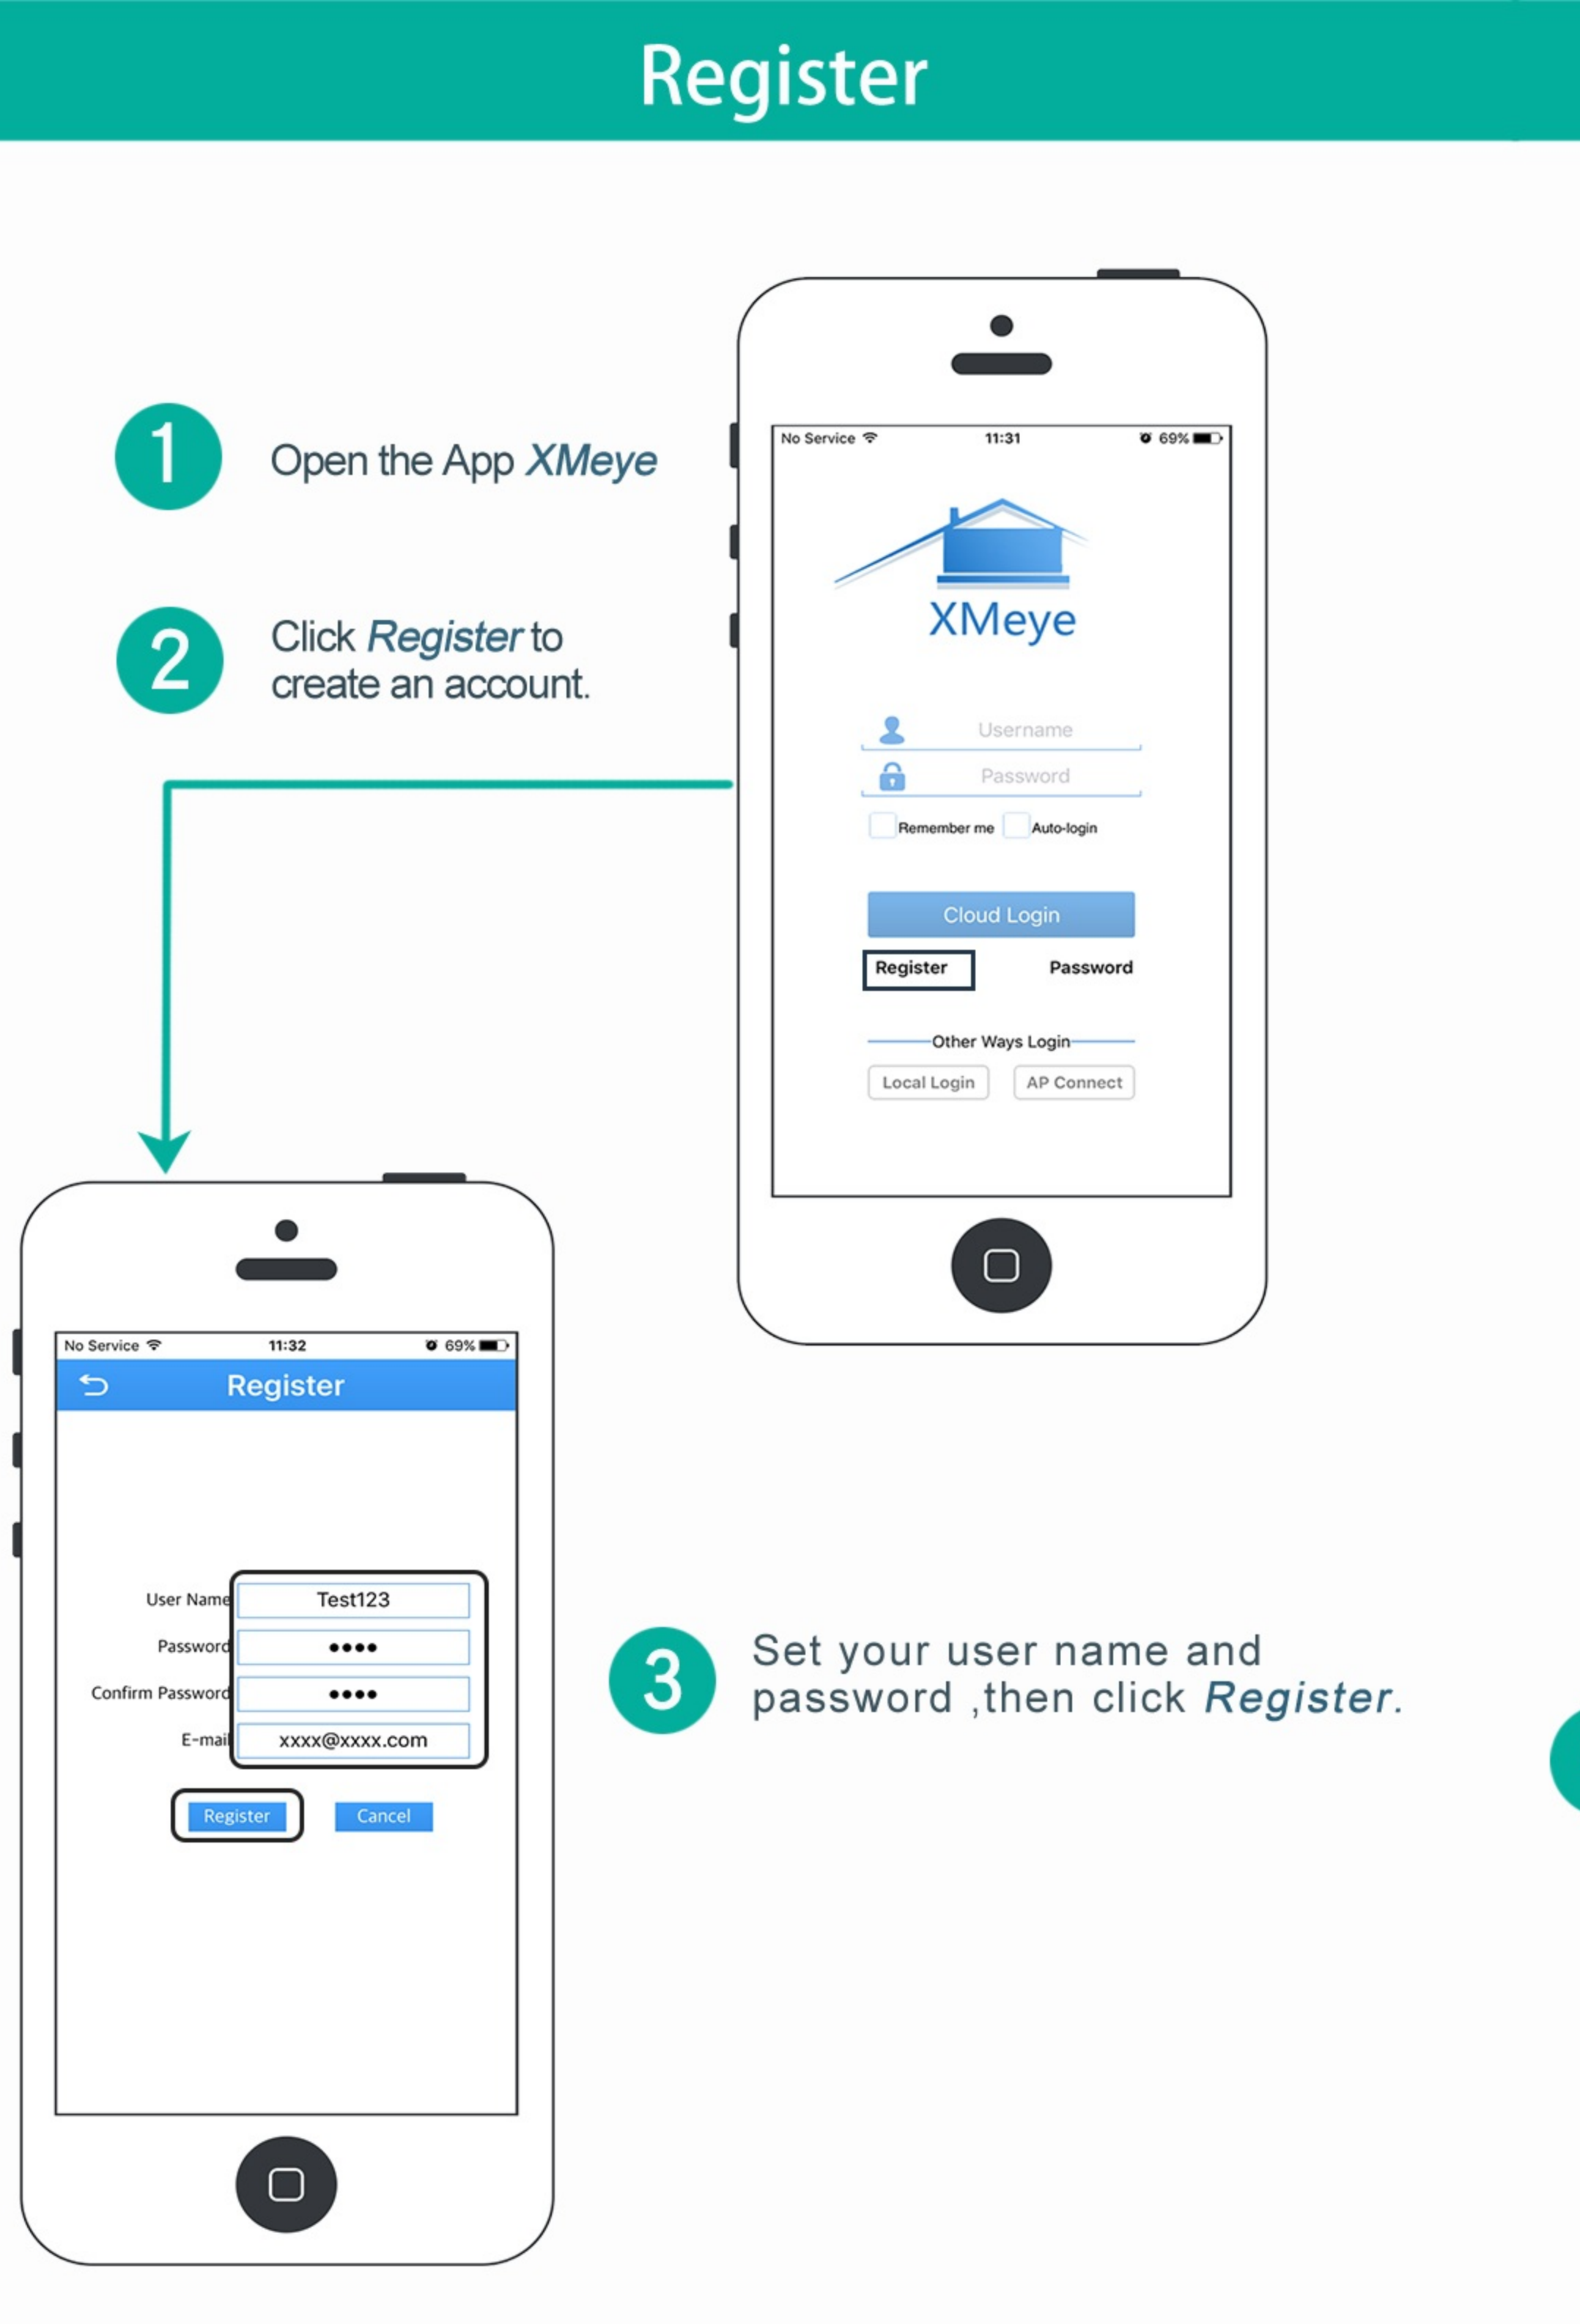 Register
1
Open the App XMeye
2
Click Register to
create an account.
No Service 11:31 69%
XMeye
Username
Password
Remember me Auto-login
Cloud Login
Register Password
Other Ways Login
Local Login AP Connect
No Service 11:32 69%
Register
User Name Test123
Password ••••
Confirm Password ••••
E-mail xxxx@xxxx.com
Register Cancel
3
Set your user name and
password ,then click Register.